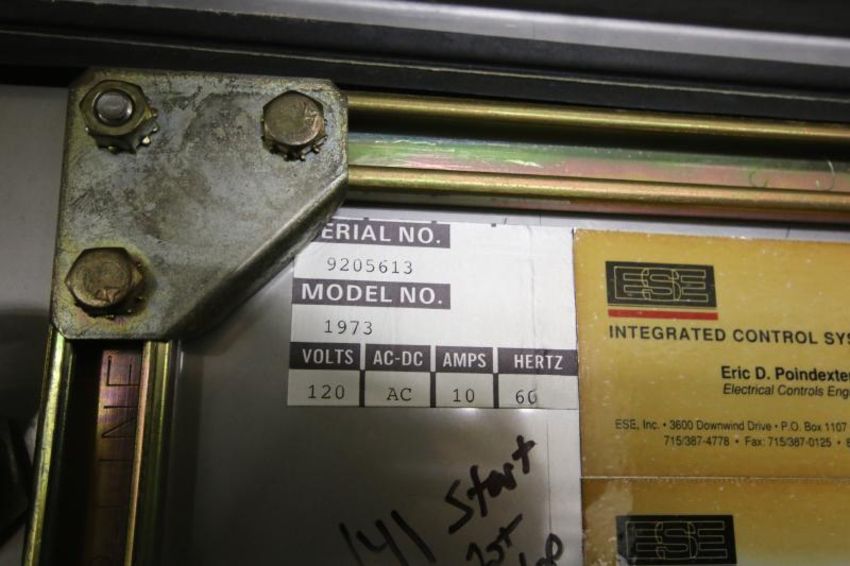 ERIAL NO.
9205613
MODEL NO.
1973
VOLTS AC-DC AMPS HERTZ
120 AC 10 60
ESE
INTEGRATED CONTROL SYS
Eric D. Poindexter
Electrical Controls Eng
ESE, Inc. • 3600 Downwind Drive • P.O. Box 1107
715/387-4778 • Fax: 715/387-0125 •
ESE
141 Start